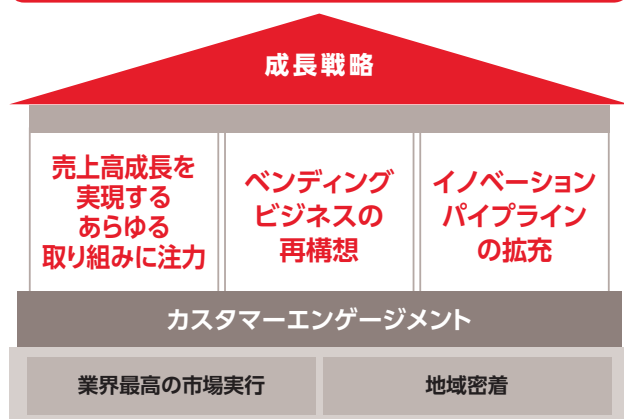 成長戦略
売上高成長を
実現する
あらゆる
取り組みに注力
ベンディング
ビジネスの
再構想
イノベーション
パイプライン
の拡充
カスタマーエンゲージメント
業界最高の市場実行
地域密着